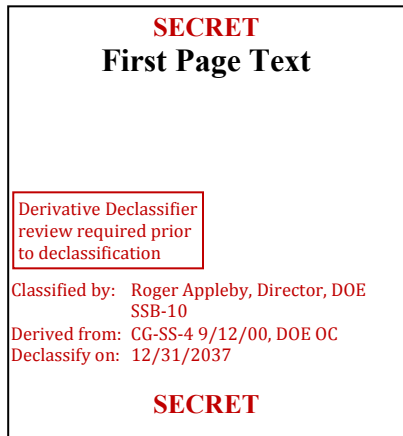 SECRET
First Page Text
Derivative Declassifier
review required prior
to declassification
Classified by: Roger Appleby, Director, DOE
SSB-10
Derived from: CG-SS-4 9/12/00, DOE OC
Declassify on: 12/31/2037
SECRET